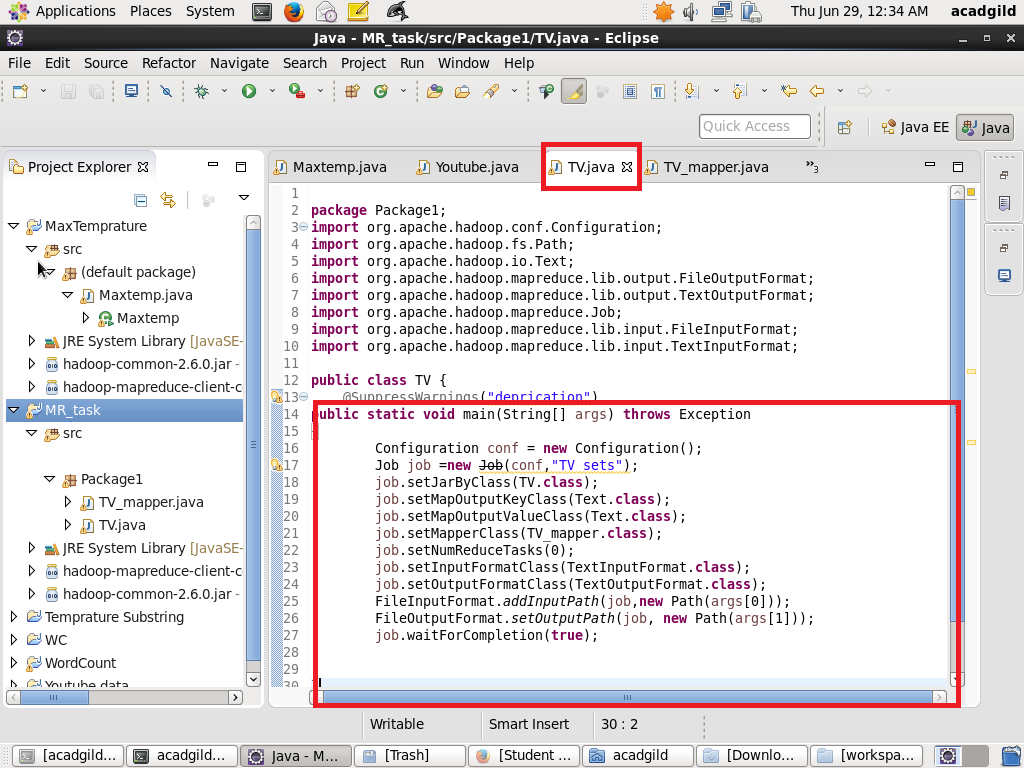 Applications Places System Thu Jun 29, 12:34 AM acadgild
Java - MR_task/src/Package1/TV.java - Eclipse
File Edit Source Refactor Navigate Search Project Run Window Help
Quick Access Java EE Java
Project Explorer
Maxtemp.java Youtube.java TV.java TV_mapper.java »3
MaxTemprature
src
(default package)
Maxtemp.java
Maxtemp
JRE System Library [JavaSE-
hadoop-common-2.6.0.jar -
hadoop-mapreduce-client-c
MR_task
src
Package1
TV_mapper.java
TV.java
JRE System Library [JavaSE-
hadoop-mapreduce-client-c
hadoop-common-2.6.0.jar -
Temprature Substring
WC
WordCount
Youtube data
1
2 package Package1;
3 import org.apache.hadoop.conf.Configuration;
4 import org.apache.hadoop.fs.Path;
5 import org.apache.hadoop.io.Text;
6 import org.apache.hadoop.mapreduce.lib.output.FileOutputFormat;
7 import org.apache.hadoop.mapreduce.lib.output.TextOutputFormat;
8 import org.apache.hadoop.mapreduce.Job;
9 import org.apache.hadoop.mapreduce.lib.input.FileInputFormat;
10 import org.apache.hadoop.mapreduce.lib.input.TextInputFormat;
11
12 public class TV {
13 @SuppressWarnings("deprication")
14 public static void main(String[] args) throws Exception
15 {
16 Configuration conf = new Configuration();
17 Job job =new Job(conf,"TV sets");
18 job.setJarByClass(TV.class);
19 job.setMapOutputKeyClass(Text.class);
20 job.setMapOutputValueClass(Text.class);
21 job.setMapperClass(TV_mapper.class);
22 job.setNumReduceTasks(0);
23 job.setInputFormatClass(TextInputFormat.class);
24 job.setOutputFormatClass(TextOutputFormat.class);
25 FileInputFormat.addInputPath(job,new Path(args[0]));
26 FileOutputFormat.setOutputPath(job, new Path(args[1]));
27 job.waitForCompletion(true);
28
29
30
Writable Smart Insert 30 : 2
[acadgild... acadgild... Java - M... [Trash] [Student ... acadgild [Downlo... [workspa...